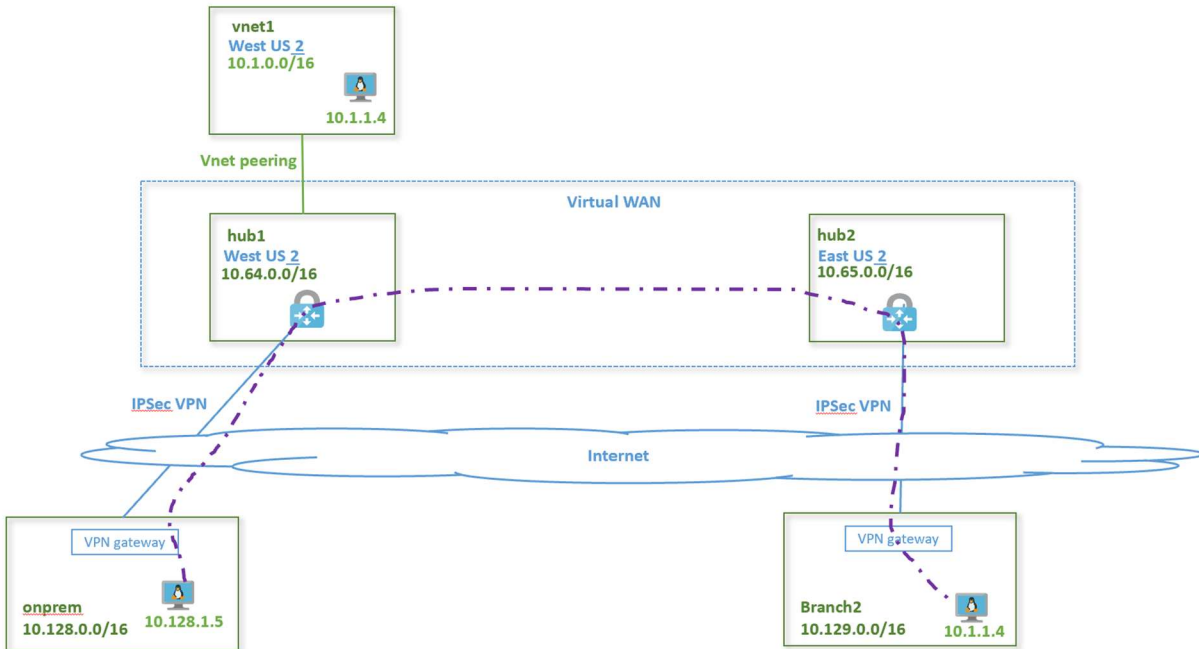 vnet1
West US 2
10.1.0.0/16
10.1.1.4
Vnet peering
Virtual WAN
hub1
West US 2
10.64.0.0/16
hub2
East US 2
10.65.0.0/16
IPSec VPN
IPSec VPN
Internet
VPN gateway
onprem
10.128.0.0/16
10.128.1.5
VPN gateway
Branch2
10.129.0.0/16
10.1.1.4